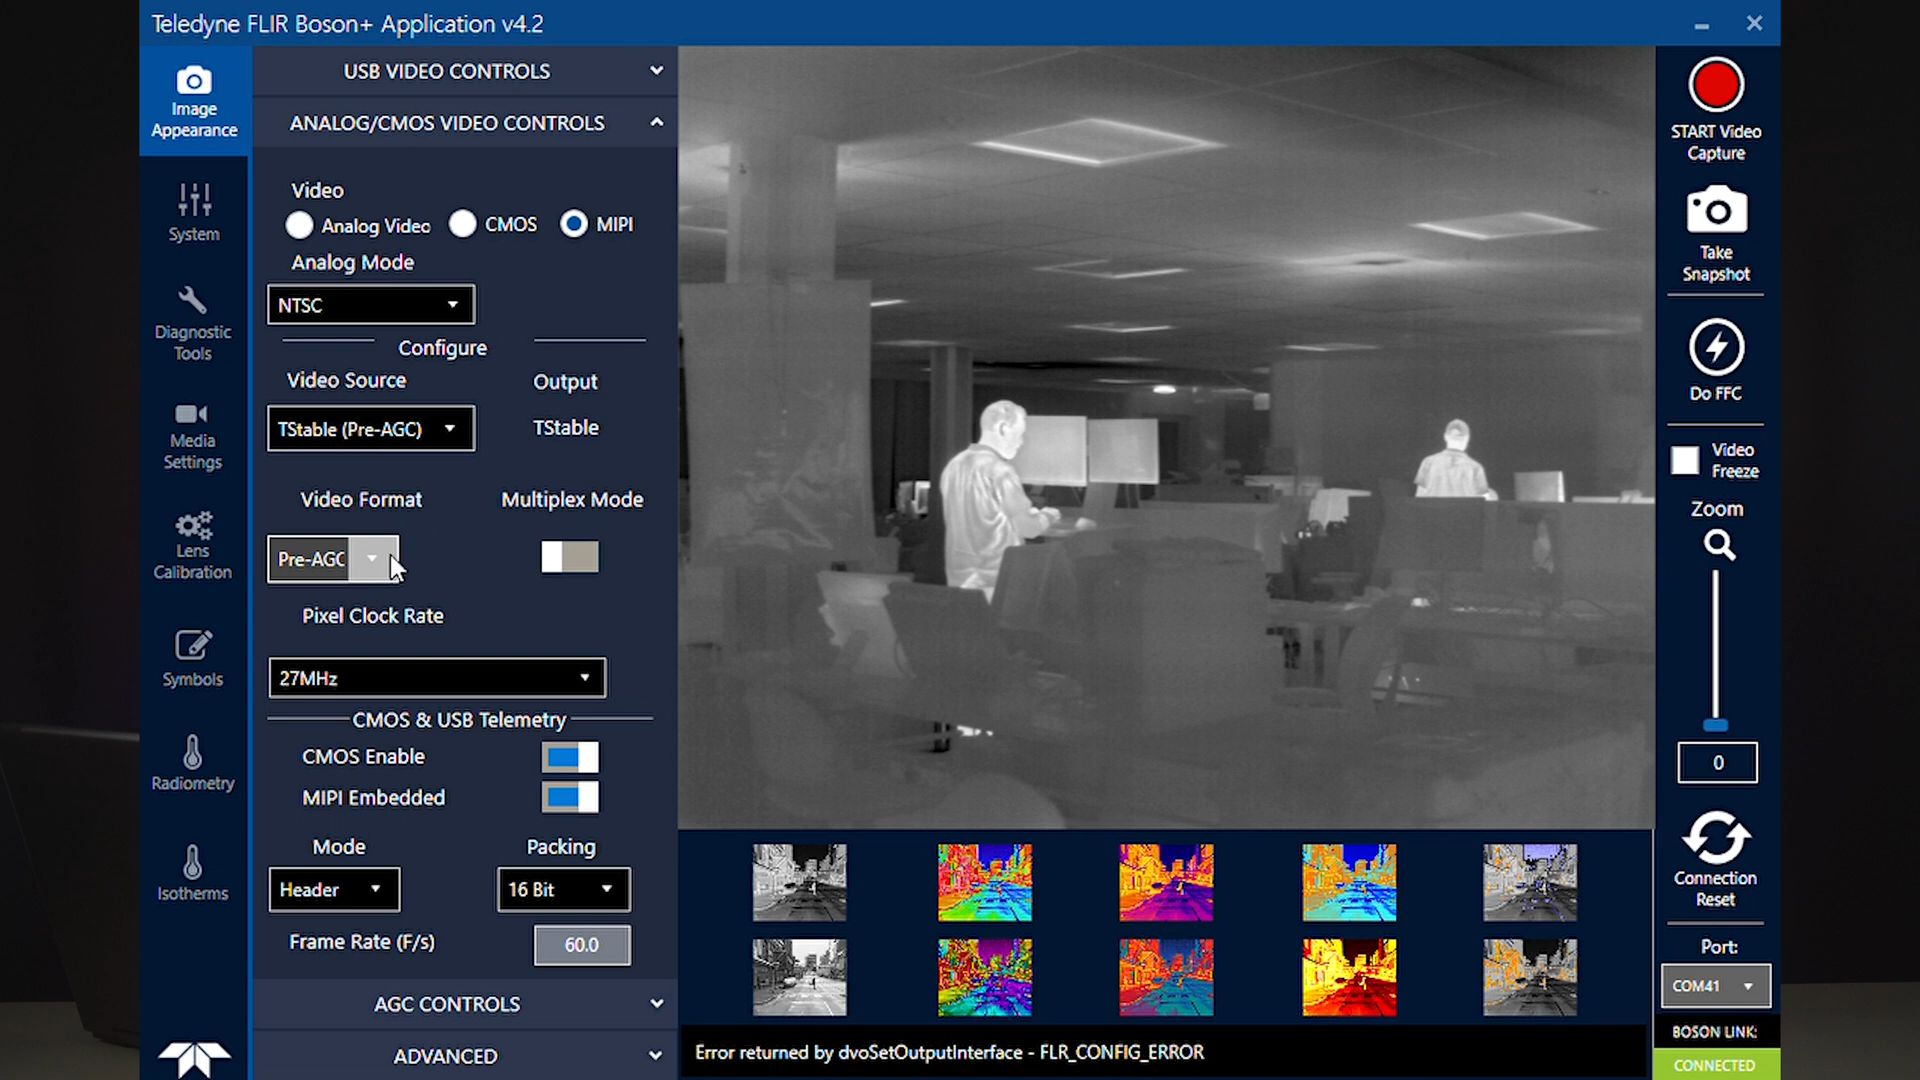 Teledyne FLIR Boson+ Application v4.2
Image
Appearance
System
Diagnostic
Tools
Media
Settings
Lens
Calibration
Symbols
Radiometry
Isotherms
USB VIDEO CONTROLS
ANALOG/CMOS VIDEO CONTROLS
Video
Analog Video
CMOS
MIPI
Analog Mode
NTSC
Configure
Video Source
Output
TStable (Pre-AGC)
TStable
Video Format
Multiplex Mode
Pre-AGC
Pixel Clock Rate
27MHz
CMOS & USB Telemetry
CMOS Enable
MIPI Embedded
Mode
Packing
Header
16 Bit
Frame Rate (F/s)
60.0
AGC CONTROLS
ADVANCED
Error returned by dvoSetOutputInterface - FLR_CONFIG_ERROR
START Video
Capture
Take
Snapshot
Do FFC
Video
Freeze
Zoom
0
Connection
Reset
Port:
COM41
BOSON LINK:
CONNECTED